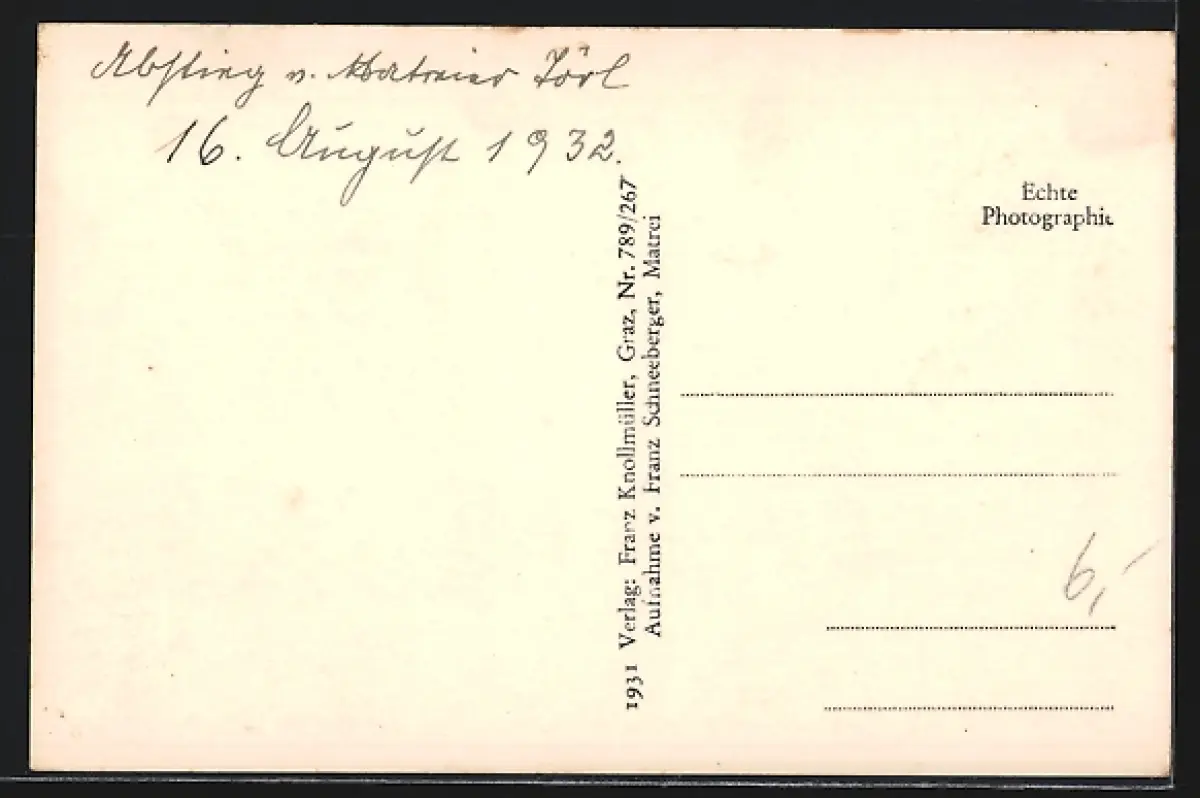 Abstieg v. Matreier Törl
16. August 1932.
Echte
Photographie
1931 Verlag: Franz Knollmüller, Graz, Nr. 789/267
Aufnahme v. Franz Schneeberger, Matrei
6,-